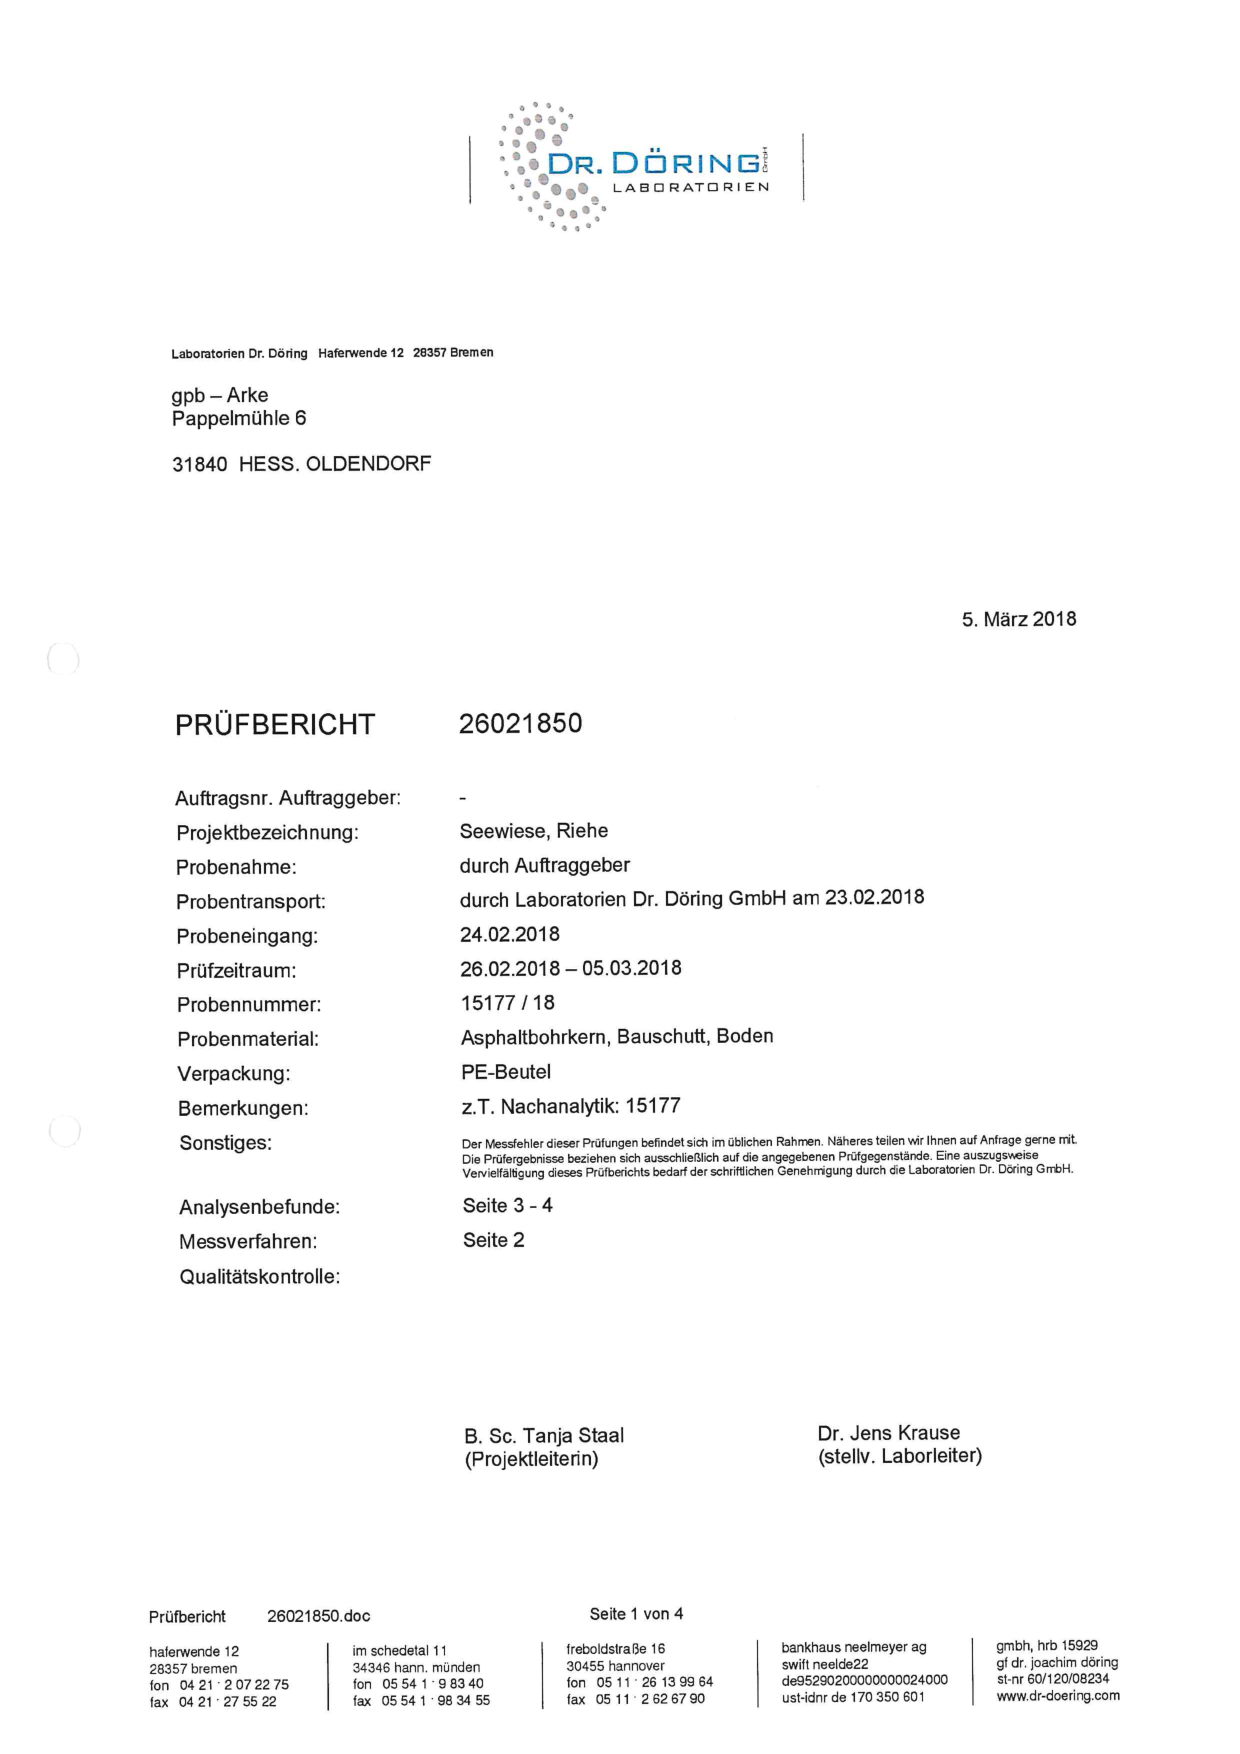 DR. DÖRING GmbH
LABORATORIEN
Laboratorien Dr. Döring Haferwende 12 28357 Bremen
gpb – Arke
Pappelmühle 6
31840 HESS. OLDENDORF
5. März 2018
PRÜFBERICHT 26021850
Auftragsnr. Auftraggeber: -
Projektbezeichnung: Seewiese, Riehe
Probenahme: durch Auftraggeber
Probentransport: durch Laboratorien Dr. Döring GmbH am 23.02.2018
Probeneingang: 24.02.2018
Prüfzeitraum: 26.02.2018 – 05.03.2018
Probennummer: 15177 / 18
Probenmaterial: Asphaltbohrkern, Bauschutt, Boden
Verpackung: PE-Beutel
Bemerkungen: z.T. Nachanalytik: 15177
Sonstiges: Der Messfehler dieser Prüfungen befindet sich im üblichen Rahmen. Näheres teilen wir Ihnen auf Anfrage gerne mit.
Die Prüfergebnisse beziehen sich ausschließlich auf die angegebenen Prüfgegenstände. Eine auszugsweise
Vervielfältigung dieses Prüfberichts bedarf der schriftlichen Genehmigung durch die Laboratorien Dr. Döring GmbH.
Analysenbefunde: Seite 3 - 4
Messverfahren: Seite 2
Qualitätskontrolle:
B. Sc. Tanja Staal
(Projektleiterin)
Dr. Jens Krause
(stellv. Laborleiter)
Prüfbericht 26021850.doc Seite 1 von 4
haferwende 12
28357 bremen
fon 04 21 · 2 07 22 75
fax 04 21 · 27 55 22
im schedetal 11
34346 hann. münden
fon 05 54 1 · 9 83 40
fax 05 54 1 · 98 34 55
freboldstraße 16
30455 hannover
fon 05 11 · 26 13 99 64
fax 05 11 · 2 62 67 90
bankhaus neelmeyer ag
swift neelde22
de95290200000000024000
ust-idnr de 170 350 601
gmbh, hrb 15929
gf dr. joachim döring
st-nr 60/120/08234
www.dr-doering.com